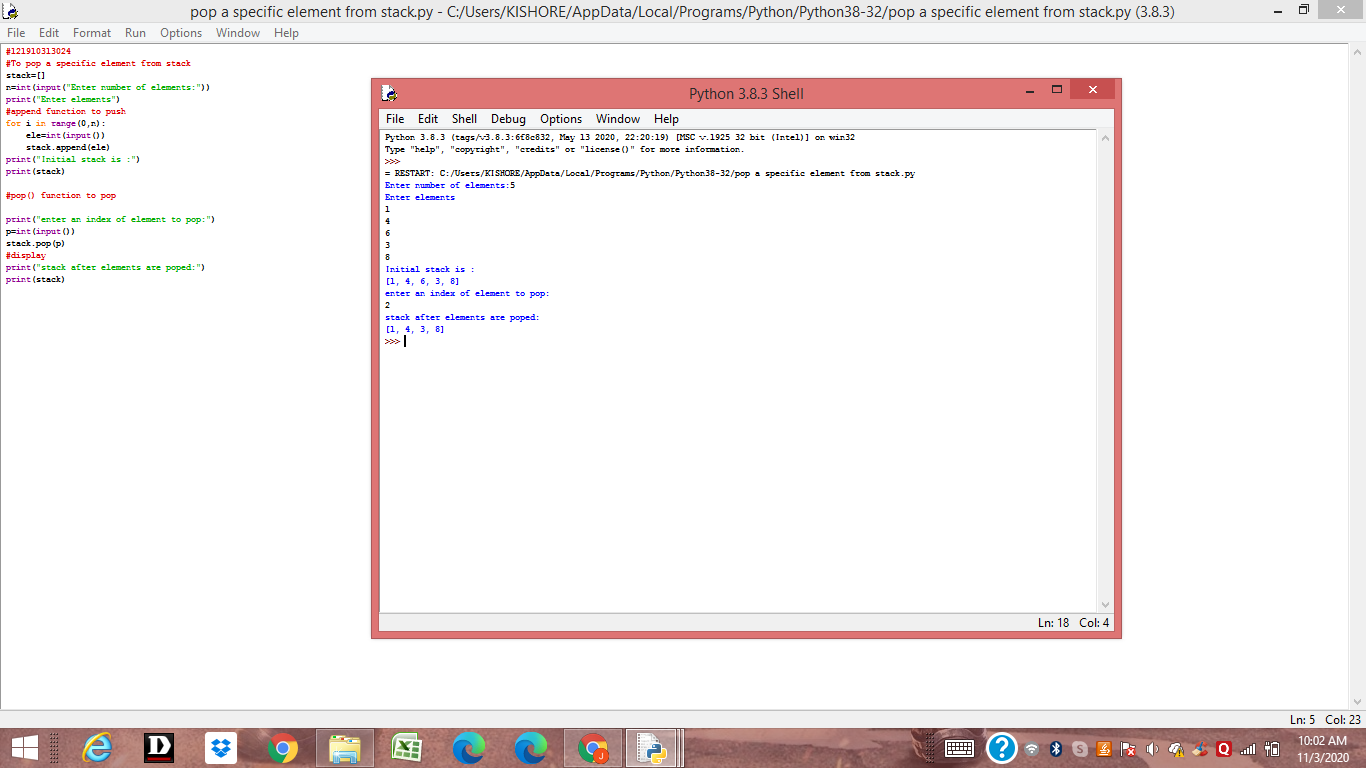 pop a specific element from stack.py - C:/Users/KISHORE/AppData/Local/Programs/Python/Python38-32/pop a specific element from stack.py (3.8.3)
File Edit Format Run Options Window Help
#121910313024
#To pop a specific element from stack
stack=[]
n=int(input("Enter number of elements:"))
print("Enter elements")
#append function to push
for i in range(0,n):
    ele=int(input())
    stack.append(ele)
print("Initial stack is :")
print(stack)
#pop() function to pop
print("enter an index of element to pop:")
p=int(input())
stack.pop(p)
#display
print("stack after elements are poped:")
print(stack)
Python 3.8.3 Shell
File Edit Shell Debug Options Window Help
Python 3.8.3 (tags/v3.8.3:6f8c832, May 13 2020, 22:20:19) [MSC v.1925 32 bit (Intel)] on win32
Type "help", "copyright", "credits" or "license()" for more information.
>>>
= RESTART: C:/Users/KISHORE/AppData/Local/Programs/Python/Python38-32/pop a specific element from stack.py
Enter number of elements:5
Enter elements
1
4
6
3
8
Initial stack is :
[1, 4, 6, 3, 8]
enter an index of element to pop:
2
stack after elements are poped:
[1, 4, 3, 8]
>>>
Ln: 18 Col: 4
Ln: 5 Col: 23
10:02 AM
11/3/2020